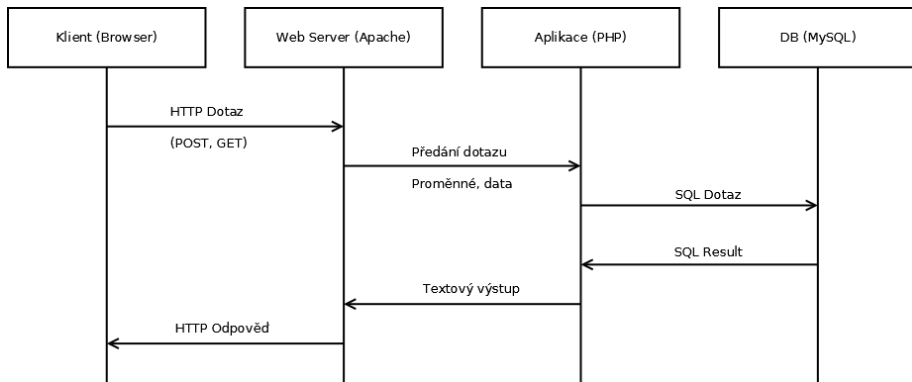 Klient (Browser)
Web Server (Apache)
Aplikace (PHP)
DB (MySQL)
HTTP Dotaz
(POST, GET)
Předání dotazu
Proměnné, data
SQL Dotaz
SQL Result
Textový výstup
HTTP Odpověd